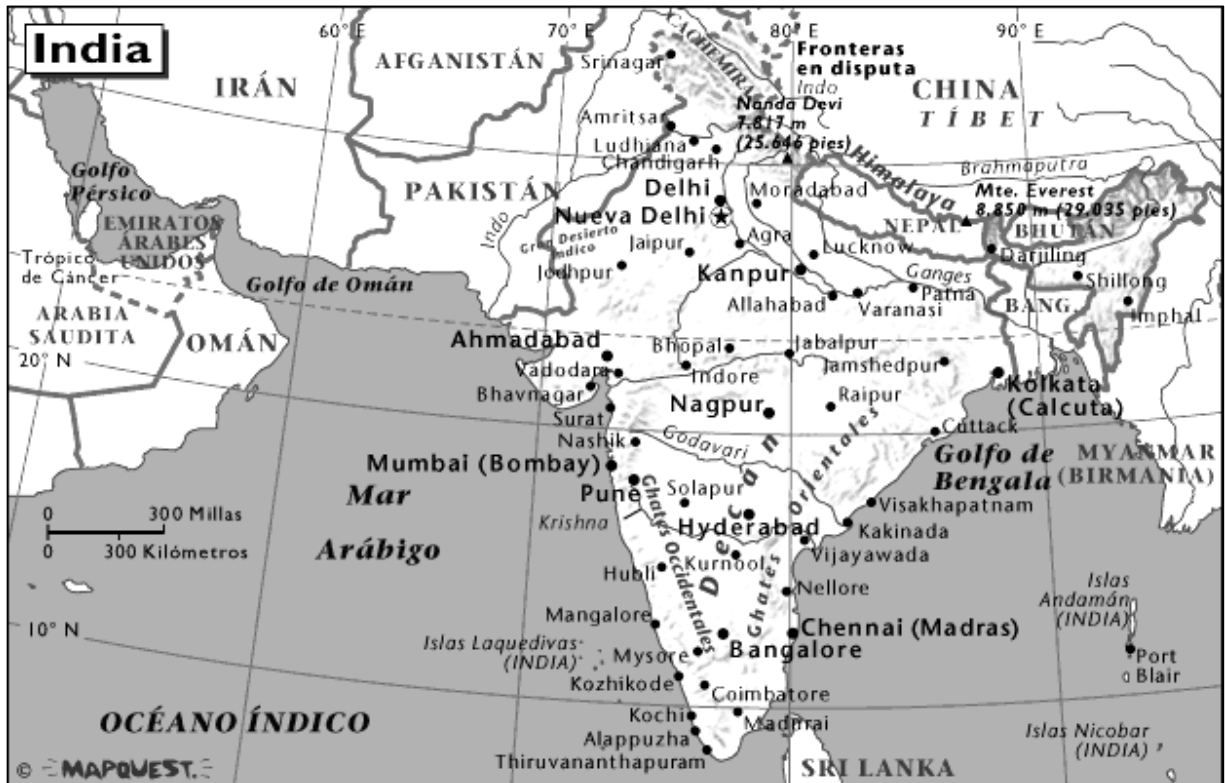 India
60° E
70° E
80° E
90° E
IRÁN
AFGANISTÁN
CACHEMIRA
Srinagar
Fronteras
en disputa
Indo
CHINA
TÍBET
Nanda Devi
7.817 m
(25.646 pies)
Amritsar
Ludhiana
Chandigarh
Himalaya
Brahmaputra
Golfo
Pérsico
PAKISTÁN
Delhi
Moradabad
Mte. Everest
8.850 m (29.035 pies)
EMIRATOS
ÁRABES
UNIDOS
Indo
Nueva Delhi
NEPAL
BHUTÁN
Gran Desierto
Indico
Jaipur
Agra
Lucknow
Darjiling
Trópico
de Cáncer
Jodhpur
Kanpur
Ganges
Shillong
Golfo de Omán
Allahabad
Varanasi
Patna
BANG.
Imphal
ARABIA
SAUDITA
OMÁN
20° N
Ahmadabad
Bhopal
Jabalpur
Vadodara
Indore
Jamshedpur
Bhavnagar
Raipur
Kolkata
(Calcuta)
Surat
Nagpur
Cuttack
Nashik
Godavari
Golfo de
Bengala
MYANMAR
(BIRMANIA)
Mumbai (Bombay)
Mar
Arábigo
Pune
Solapur
Decan
Ghates Orientales
Ghates Occidentales
Visakhapatnam
0 300 Millas
0 300 Kilómetros
Krishna
Hyderabad
Kakinada
Vijayawada
Kurnool
Hubli
Nellore
Islas
Andamán
(INDIA)
10° N
Mangalore
Chennai (Madras)
Islas Laquedivas
(INDIA)
Bangalore
Mysore
Port
Blair
Kozhikode
Coimbatore
OCÉANO ÍNDICO
Kochi
Madurai
Alappuzha
Islas Nicobar
(INDIA)
Thiruvananthapuram
SRI LANKA
© MAPQUEST.